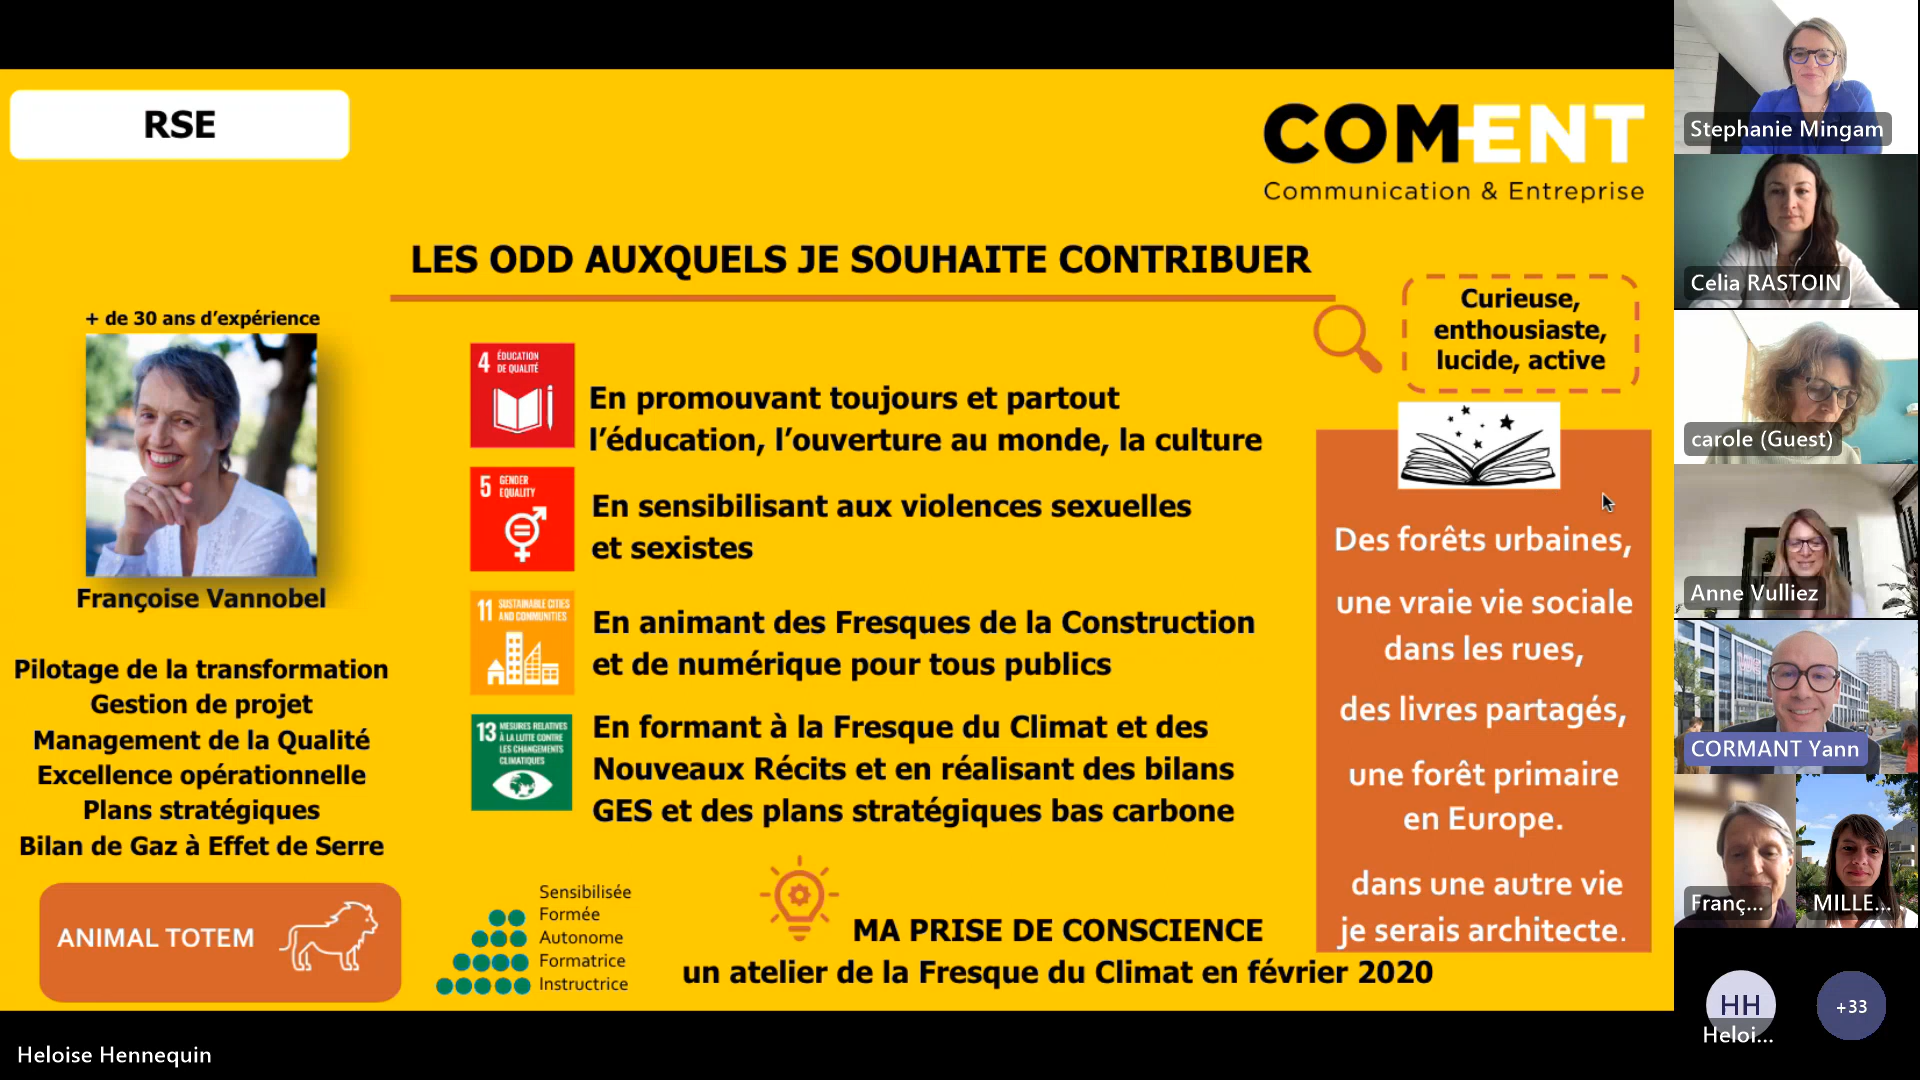 RSE
COM-ENT
Communication & Entreprise
LES ODD AUXQUELS JE SOUHAITE CONTRIBUER
+ de 30 ans d'expérience
Françoise Vannobel
Pilotage de la transformation
Gestion de projet
Management de la Qualité
Excellence opérationnelle
Plans stratégiques
Bilan de Gaz à Effet de Serre
ANIMAL TOTEM
4 ÉDUCATION
DE QUALITÉ
En promouvant toujours et partout
l'éducation, l'ouverture au monde, la culture
5 GENDER
EQUALITY
En sensibilisant aux violences sexuelles
et sexistes
11 SUSTAINABLE CITIES
AND COMMUNITIES
En animant des Fresques de la Construction
et de numérique pour tous publics
13 MESURES RELATIVES
À LA LUTTE CONTRE
LES CHANGEMENTS
CLIMATIQUES
En formant à la Fresque du Climat et des
Nouveaux Récits et en réalisant des bilans
GES et des plans stratégiques bas carbone
Sensibilisée
Formée
Autonome
Formatrice
Instructrice
MA PRISE DE CONSCIENCE
un atelier de la Fresque du Climat en février 2020
Curieuse,
enthousiaste,
lucide, active
Des forêts urbaines,
une vraie vie sociale
dans les rues,
des livres partagés,
une forêt primaire
en Europe.
dans une autre vie
je serais architecte.
Stephanie Mingam
Celia RASTOIN
carole (Guest)
Anne Vulliez
CORMANT Yann
Franç...
MILLE...
HH
Heloi...
+33
Heloise Hennequin